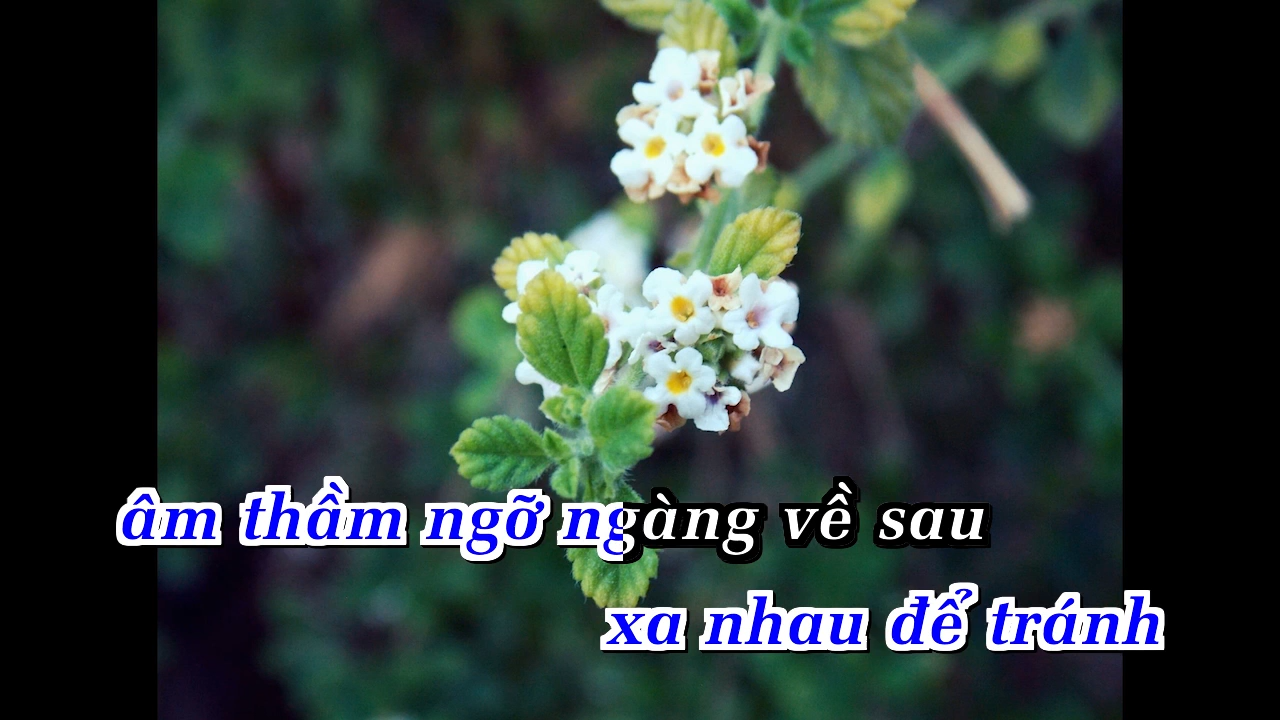 âm thầm ngỡ ngàng về sau
xa nhau để tránh